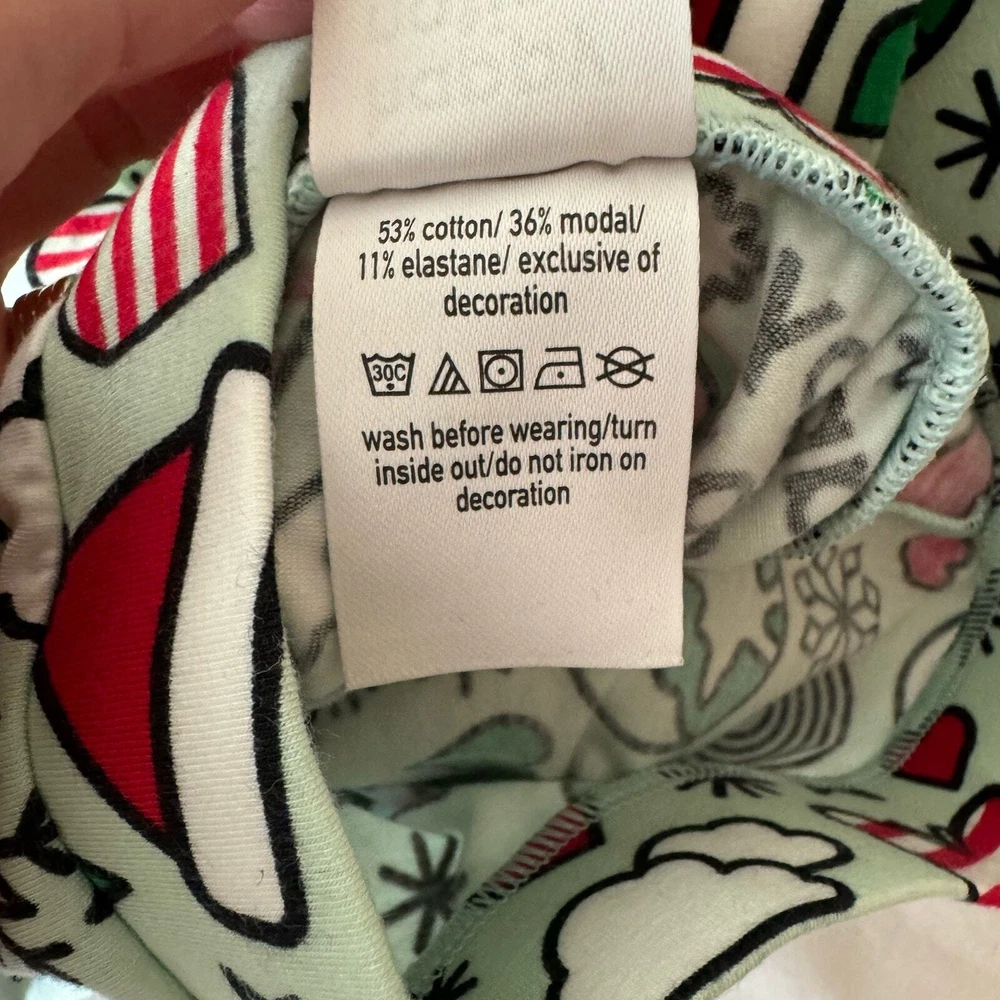 53% cotton/ 36% modal/
11% elastane/ exclusive of
decoration
30C
wash before wearing/turn
inside out/do not iron on
decoration